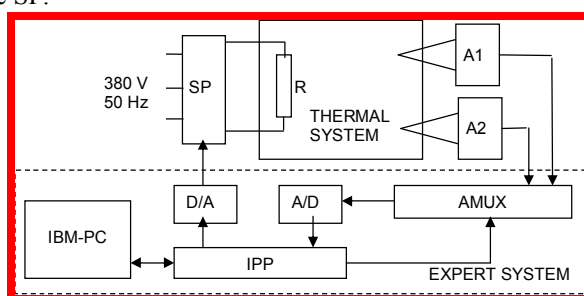 380 V
50 Hz
SP
R
THERMAL
SYSTEM
A1
A2
D/A
A/D
AMUX
IBM-PC
IPP
EXPERT SYSTEM